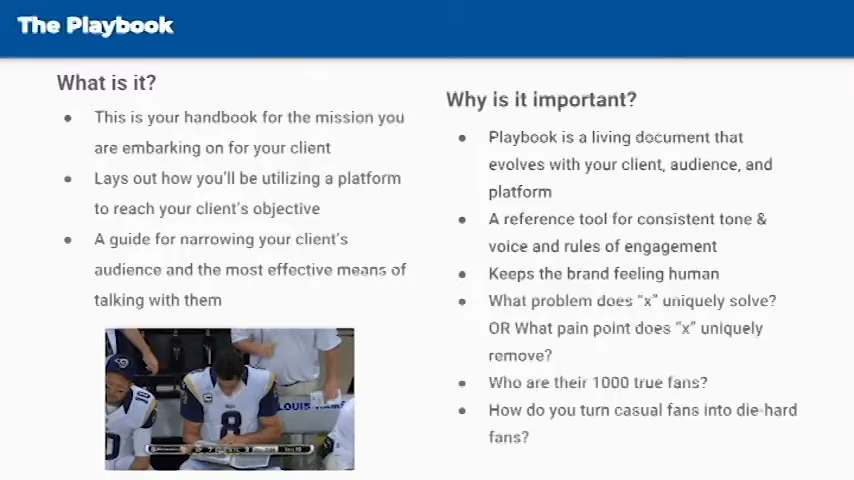 The Playbook
What is it?
● This is your handbook for the mission you
are embarking on for your client
● Lays out how you'll be utilizing a platform
to reach your client's objective
● A guide for narrowing your client's
audience and the most effective means of
talking with them
10
8
LOUIS
Why is it important?
● Playbook is a living document that
evolves with your client, audience, and
platform
● A reference tool for consistent tone &
voice and rules of engagement
● Keeps the brand feeling human
● What problem does "x" uniquely solve?
OR What pain point does "x" uniquely
remove?
● Who are their 1000 true fans?
● How do you turn casual fans into die-hard
fans?